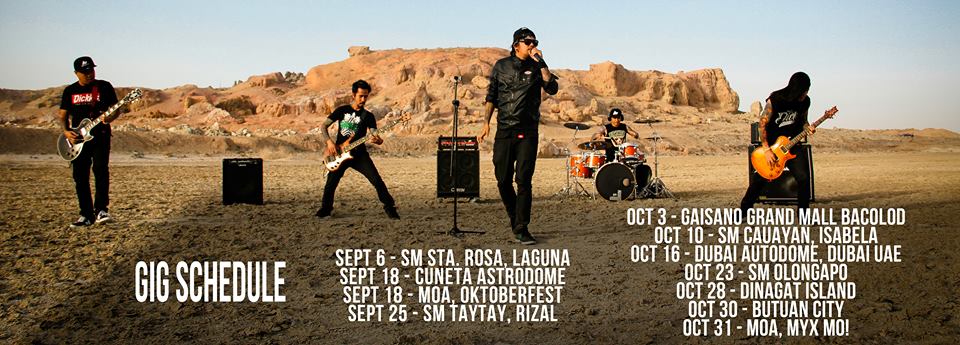 Dickies
GIG SCHEDULE
SEPT 6 - SM STA. ROSA, LAGUNA
SEPT 18 - CUNETA ASTRODOME
SEPT 18 - MOA, OKTOBERFEST
SEPT 25 - SM TAYTAY, RIZAL
OCT 3 - GAISANO GRAND MALL BACOLOD
OCT 10 - SM CAUAYAN, ISABELA
OCT 16 - DUBAI AUTODOME, DUBAI UAE
OCT 23 - SM OLONGAPO
OCT 28 - DINAGAT ISLAND
OCT 30 - BUTUAN CITY
OCT 31 - MOA, MYX MO!